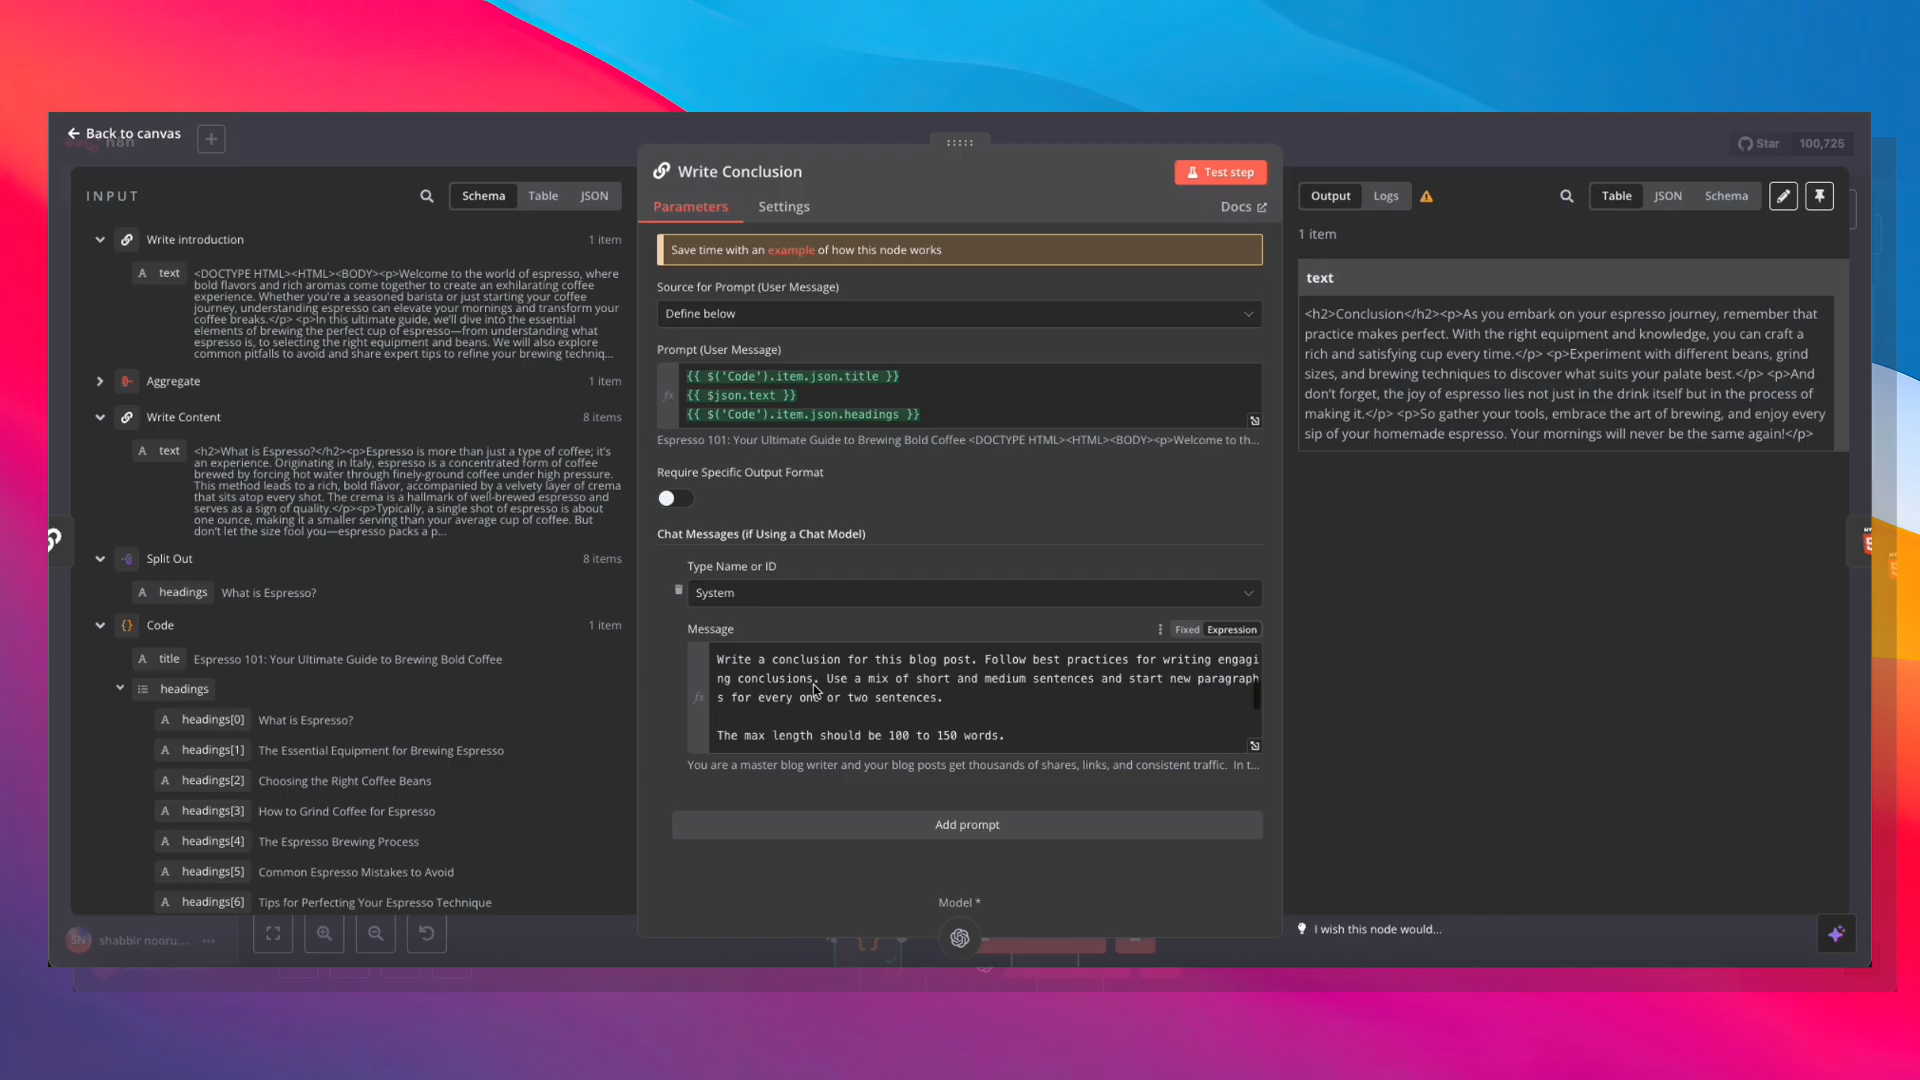 Back to canvas
n8n
Star 100,725
INPUT
Schema Table JSON
Write introduction 1 item
A text <DOCTYPE HTML><HTML><BODY><p>Welcome to the world of espresso, where
bold flavors and rich aromas come together to create an exhilarating coffee
experience. Whether you're a seasoned barista or just starting your coffee
journey, understanding espresso can elevate your mornings and transform your
coffee breaks.</p> <p>In this ultimate guide, we'll dive into the essential
elements of brewing the perfect cup of espresso—from understanding what
espresso is, to selecting the right equipment and beans. We will also explore
common pitfalls to avoid and share expert tips to refine your brewing techniq...
Aggregate 1 item
Write Content 8 items
A text <h2>What is Espresso?</h2><p>Espresso is more than just a type of coffee; it's
an experience. Originating in Italy, espresso is a concentrated form of coffee
brewed by forcing hot water through finely-ground coffee under high pressure.
This method leads to a rich, bold flavor, accompanied by a velvety layer of crema
that sits atop every shot. The crema is a hallmark of well-brewed espresso and
serves as a sign of quality.</p><p>Typically, a single shot of espresso is about
one ounce, making it a smaller serving than your average cup of coffee. But
don't let the size fool you—espresso packs a p...
Split Out 8 items
A headings What is Espresso?
{} Code 1 item
A title Espresso 101: Your Ultimate Guide to Brewing Bold Coffee
headings
A headings[0] What is Espresso?
A headings[1] The Essential Equipment for Brewing Espresso
A headings[2] Choosing the Right Coffee Beans
A headings[3] How to Grind Coffee for Espresso
A headings[4] The Espresso Brewing Process
A headings[5] Common Espresso Mistakes to Avoid
A headings[6] Tips for Perfecting Your Espresso Technique
SN shabbir nooru...
Write Conclusion
Test step
Parameters Settings
Docs
Save time with an example of how this node works
Source for Prompt (User Message)
Define below
Prompt (User Message)
fx
{{ $('Code').item.json.title }}
{{ $json.text }}
{{ $('Code').item.json.headings }}
Espresso 101: Your Ultimate Guide to Brewing Bold Coffee <DOCTYPE HTML><HTML><BODY><p>Welcome to th...
Require Specific Output Format
Chat Messages (if Using a Chat Model)
Type Name or ID
System
Message
Fixed Expression
fx
Write a conclusion for this blog post. Follow best practices for writing engagi
ng conclusions. Use a mix of short and medium sentences and start new paragraph
s for every one or two sentences.
The max length should be 100 to 150 words.
You are a master blog writer and your blog posts get thousands of shares, links, and consistent traffic. In t...
Add prompt
Model *
Output Logs
Table JSON Schema
1 item
text
<h2>Conclusion</h2><p>As you embark on your espresso journey, remember that
practice makes perfect. With the right equipment and knowledge, you can craft a
rich and satisfying cup every time.</p> <p>Experiment with different beans, grind
sizes, and brewing techniques to discover what suits your palate best.</p> <p>And
don't forget, the joy of espresso lies not just in the drink itself but in the process of
making it.</p> <p>So gather your tools, embrace the art of brewing, and enjoy every
sip of your homemade espresso. Your mornings will never be the same again!</p>
I wish this node would...